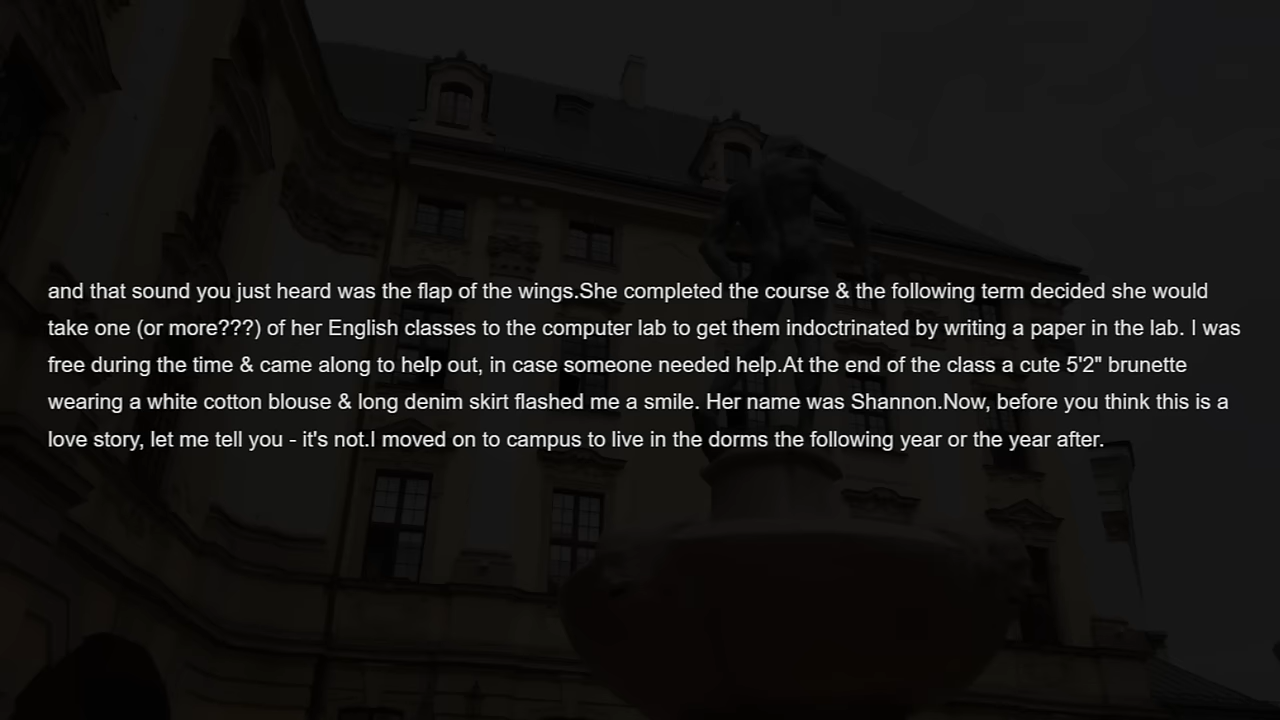 and that sound you just heard was the flap of the wings.She completed the course & the following term decided she would
take one (or more???) of her English classes to the computer lab to get them indoctrinated by writing a paper in the lab. I was
free during the time & came along to help out, in case someone needed help.At the end of the class a cute 5'2" brunette
wearing a white cotton blouse & long denim skirt flashed me a smile. Her name was Shannon.Now, before you think this is a
love story, let me tell you - it's not.I moved on to campus to live in the dorms the following year or the year after.